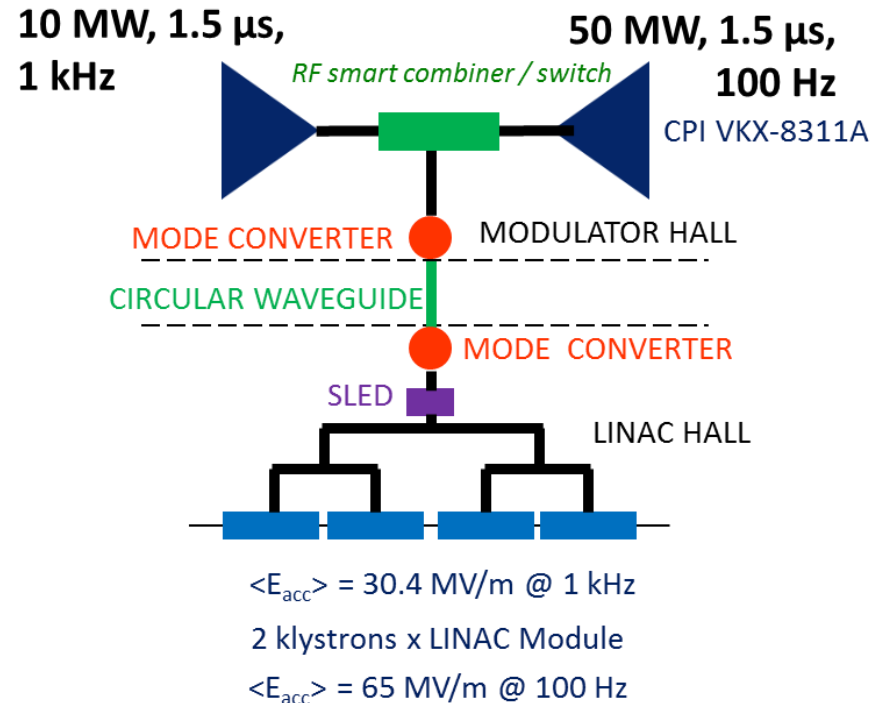 10 MW, 1.5 μs,
1 kHz
50 MW, 1.5 μs,
100 Hz
RF smart combiner / switch
CPI VKX-8311A
MODE CONVERTER
MODULATOR HALL
CIRCULAR WAVEGUIDE
MODE CONVERTER
SLED
LINAC HALL
<E_acc> = 30.4 MV/m @ 1 kHz
2 klystrons x LINAC Module
<E_acc> = 65 MV/m @ 100 Hz